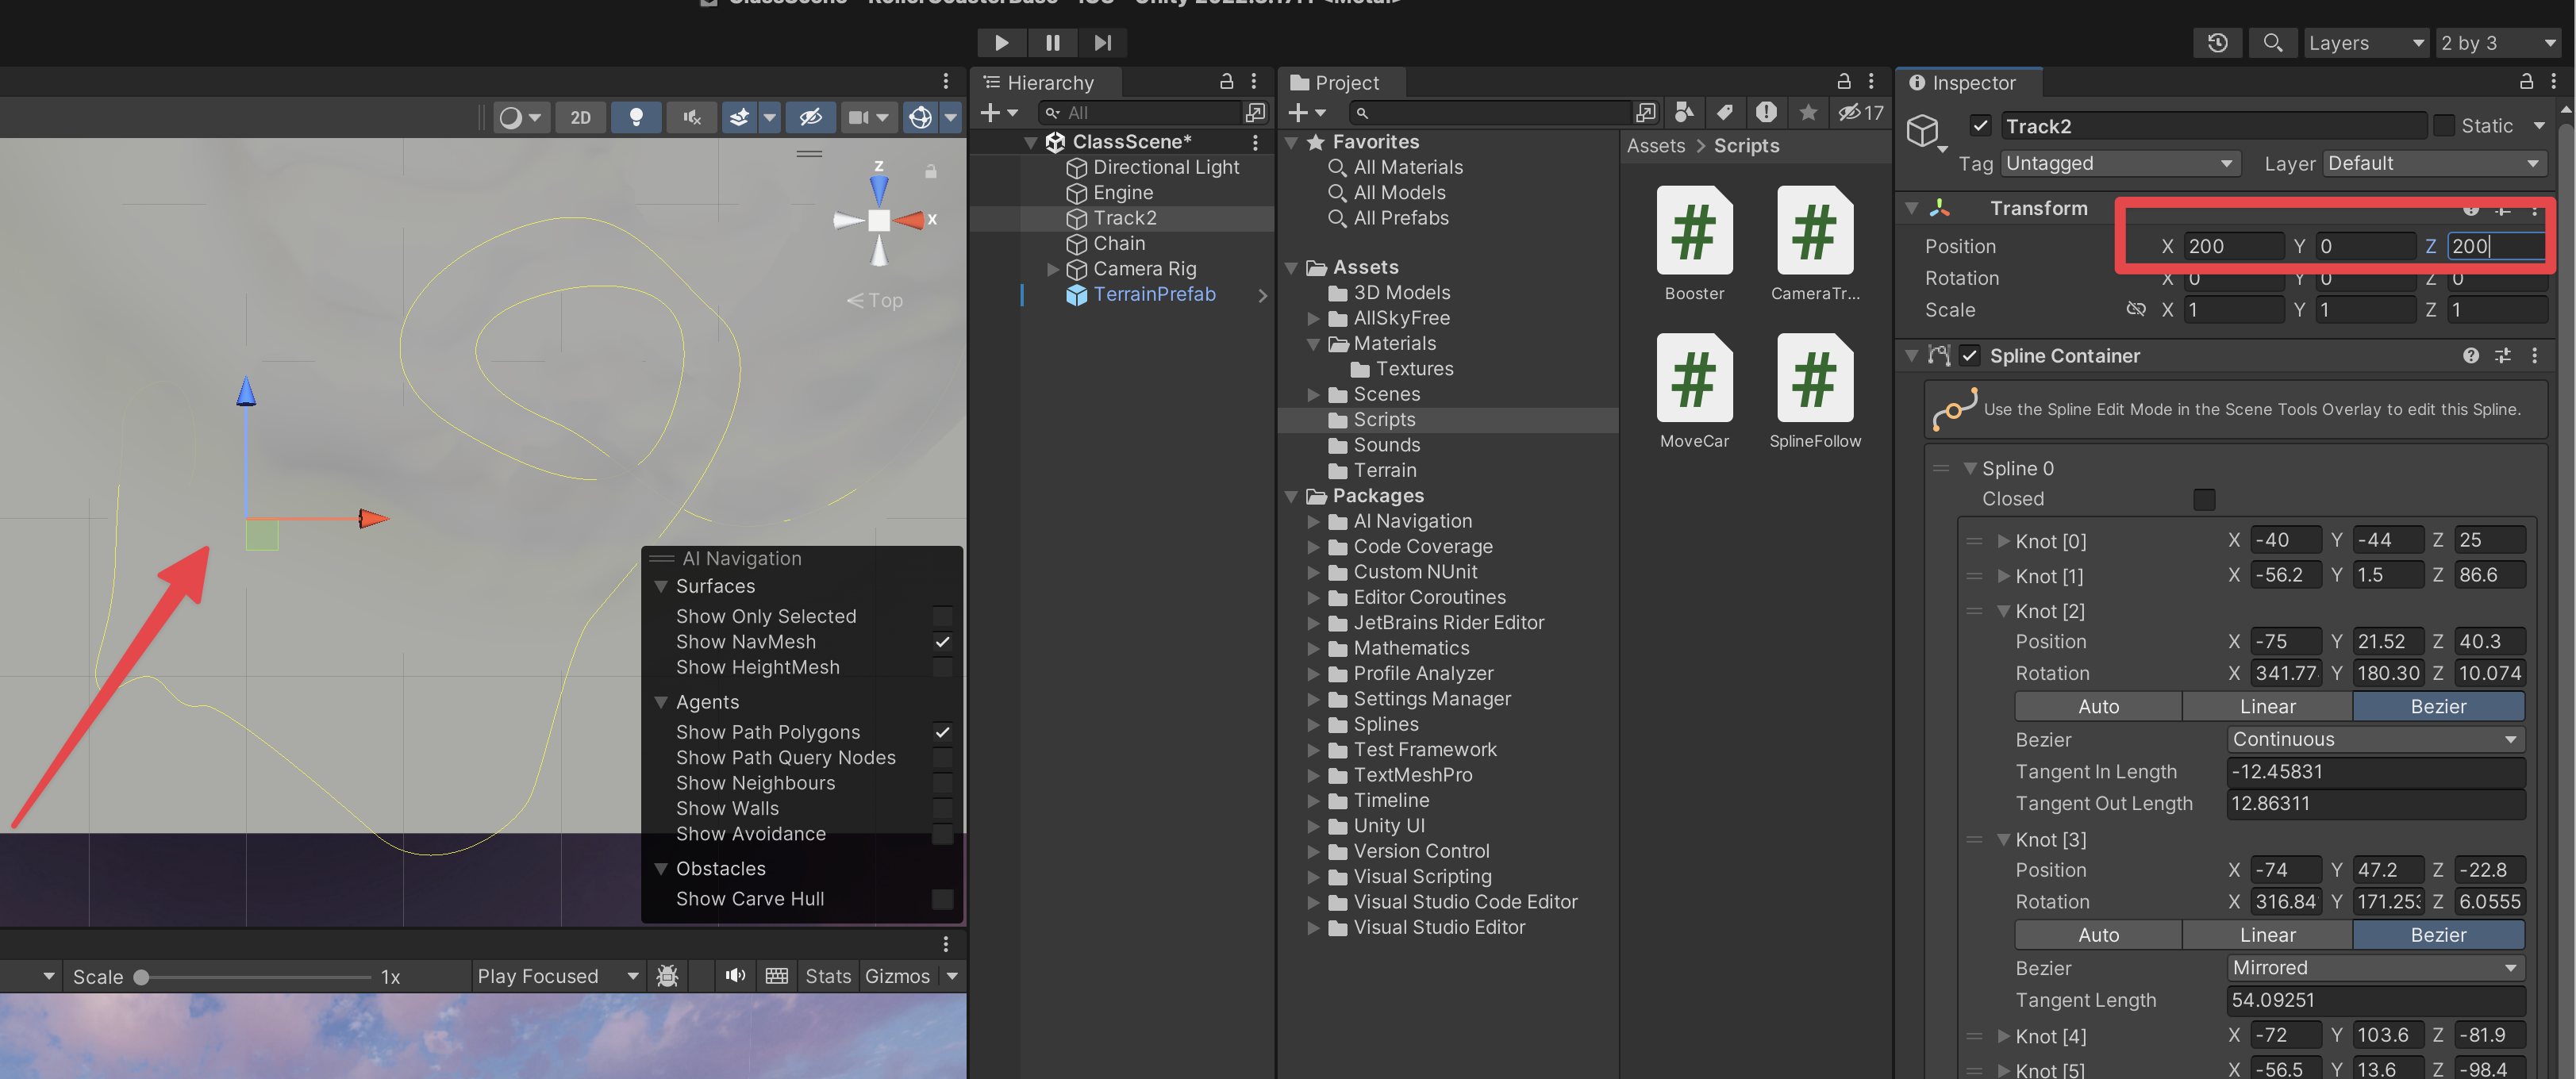 ClassScene - RollerCoasterBase - iOS - Unity 2022.3.17f1 <Metal>
Layers
2 by 3
2D
z
x
Top
AI Navigation
Surfaces
Show Only Selected
Show NavMesh
Show HeightMesh
Agents
Show Path Polygons
Show Path Query Nodes
Show Neighbours
Show Walls
Show Avoidance
Obstacles
Show Carve Hull
Scale 1x Play Focused Stats Gizmos
Hierarchy
All
ClassScene*
Directional Light
Engine
Track2
Chain
Camera Rig
TerrainPrefab
Project
17
Favorites
All Materials
All Models
All Prefabs
Assets
3D Models
AllSkyFree
Materials
Textures
Scenes
Scripts
Sounds
Terrain
Packages
AI Navigation
Code Coverage
Custom NUnit
Editor Coroutines
JetBrains Rider Editor
Mathematics
Profile Analyzer
Settings Manager
Splines
Test Framework
TextMeshPro
Timeline
Unity UI
Version Control
Visual Scripting
Visual Studio Code Editor
Visual Studio Editor
Assets > Scripts
Booster
CameraTr...
MoveCar
SplineFollow
Inspector
Track2 Static
Tag Untagged Layer Default
Transform
Position X 200 Y 0 Z 200
Rotation X 0 Y 0 Z 0
Scale X 1 Y 1 Z 1
Spline Container
Use the Spline Edit Mode in the Scene Tools Overlay to edit this Spline.
Spline 0
Closed
Knot [0] X -40 Y -44 Z 25
Knot [1] X -56.2 Y 1.5 Z 86.6
Knot [2]
Position X -75 Y 21.52 Z 40.3
Rotation X 341.77 Y 180.30 Z 10.074
Auto Linear Bezier
Bezier Continuous
Tangent In Length -12.45831
Tangent Out Length 12.86311
Knot [3]
Position X -74 Y 47.2 Z -22.8
Rotation X 316.84 Y 171.25 Z 6.0555
Auto Linear Bezier
Bezier Mirrored
Tangent Length 54.09251
Knot [4] X -72 Y 103.6 Z -81.9
Knot [5] X -56.5 Y 13.6 Z -98.4